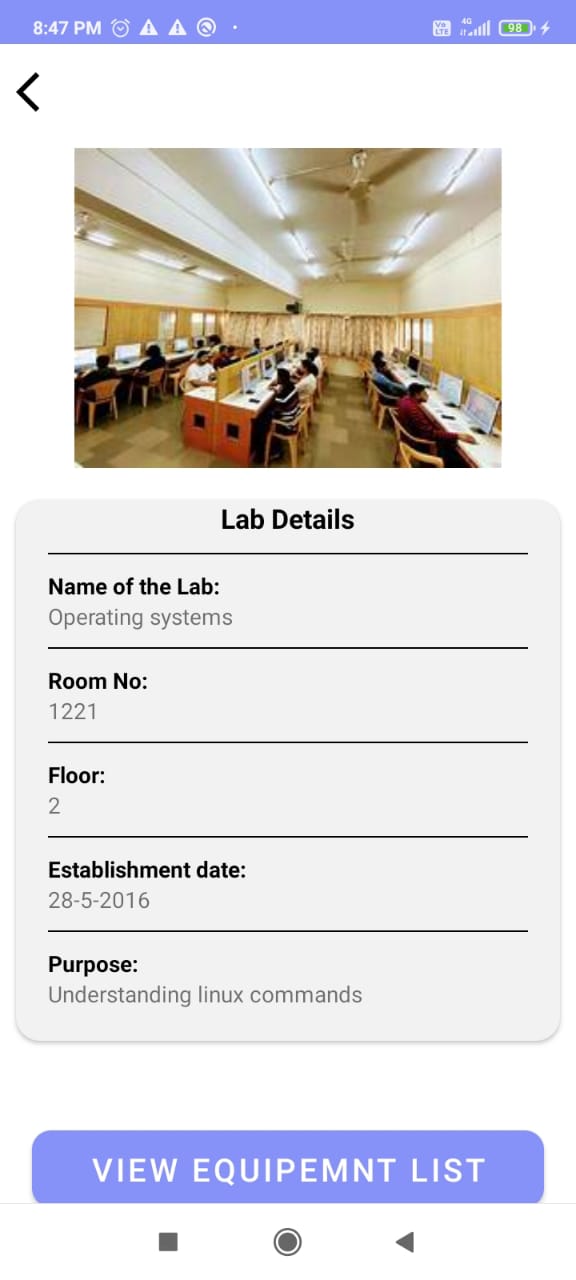 8:47 PM
Vo LTE 4G 98
Lab Details
Name of the Lab:
Operating systems
Room No:
1221
Floor:
2
Establishment date:
28-5-2016
Purpose:
Understanding linux commands
VIEW EQUIPEMNT LIST